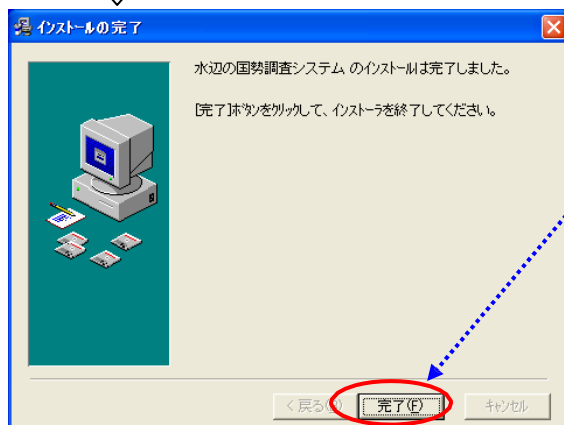 インストールの完了
水辺の国勢調査システム のインストールは完了しました。
[完了]ボタンをクリックして、インストーラを終了してください。
< 戻る(B) 完了(F) キャンセル